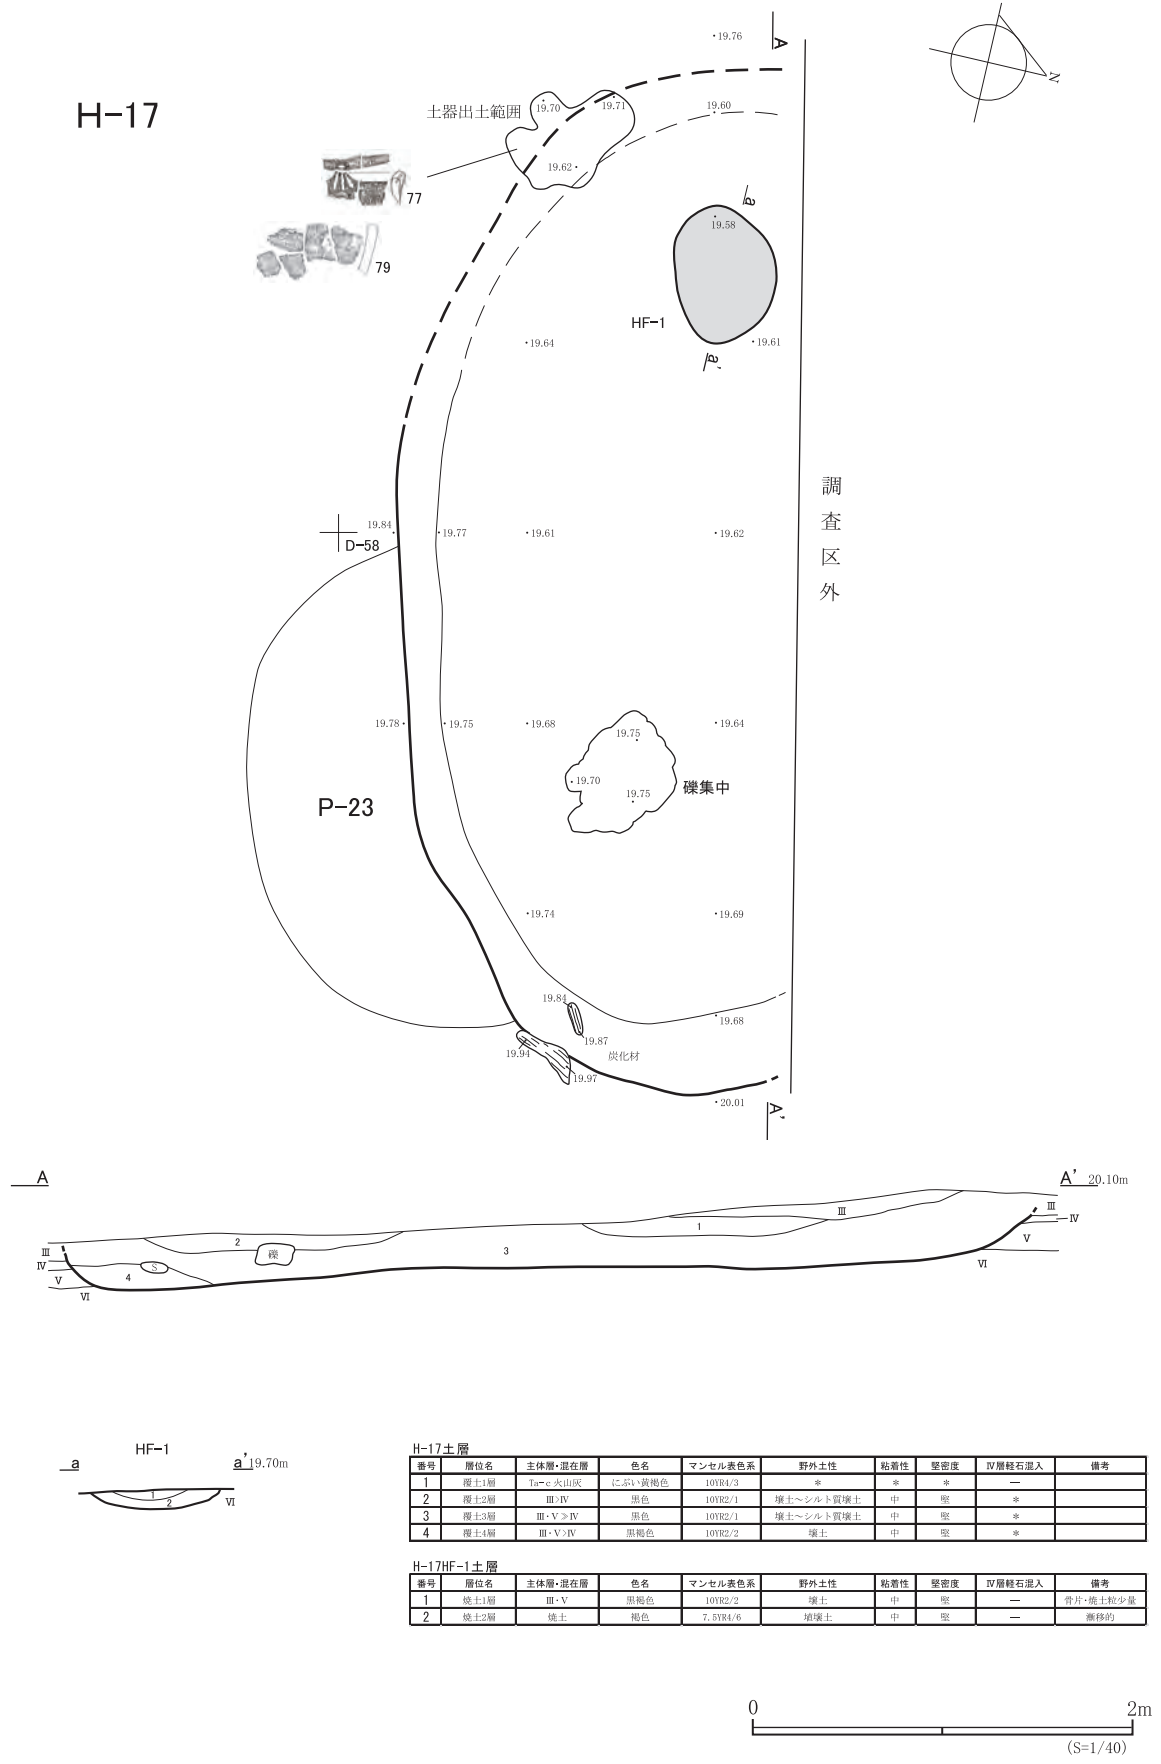 H-17
A
N
・19.76
土器出土範囲
19.70
19.71
19.60
19.62・
77
79
a
19.58
HF-1
・19.61
a'
・19.64
調査区外
19.84
D-58
・19.77
・19.61
・19.62
19.78・
・19.75
・19.68
・19.64
19.75
・19.70
19.75
礫集中
P-23
・19.74
・19.69
19.84
・19.68
19.87
19.94
炭化材
19.97
・20.01
A'
A
A' 20.10m
Ⅲ
Ⅳ
Ⅴ
Ⅵ
2
礫
S
4
3
1
Ⅲ
Ⅲ
Ⅳ
Ⅴ
Ⅵ
HF-1
a
a' 19.70m
1
2
Ⅵ
H-17土層
番号 層位名 主体層・混在層 色名 マンセル表色系 野外土性 粘着性 堅密度 Ⅳ層軽石混入 備考
1 覆土1層 Ta-c火山灰 にぶい黄褐色 10YR4/3 * * * —
2 覆土2層 Ⅲ>Ⅳ 黒色 10YR2/1 壌土～シルト質壌土 中 堅 *
3 覆土3層 Ⅲ・Ⅴ≫Ⅳ 黒色 10YR2/1 壌土～シルト質壌土 中 堅 *
4 覆土4層 Ⅲ・Ⅴ>Ⅳ 黒褐色 10YR2/2 壌土 中 堅 *
H-17HF-1土層
番号 層位名 主体層・混在層 色名 マンセル表色系 野外土性 粘着性 堅密度 Ⅳ層軽石混入 備考
1 焼土1層 Ⅲ・Ⅴ 黒褐色 10YR2/2 壌土 中 堅 — 骨片・焼土粒少量
2 焼土2層 焼土 褐色 7.5YR4/6 埴壌土 中 堅 — 漸移的
0
2m
(S=1/40)